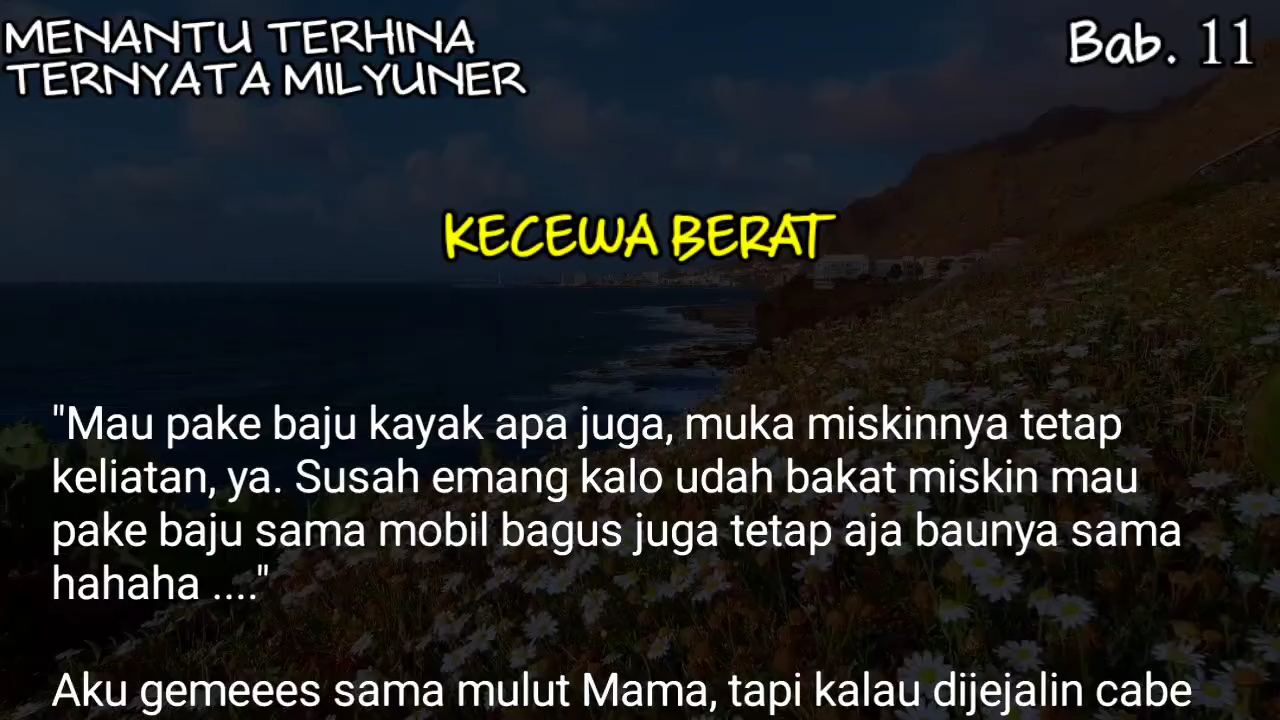 MENANTU TERHINA
TERNYATA MILYUNER
Bab. 11
KECEWA BERAT
"Mau pake baju kayak apa juga, muka miskinnya tetap
keliatan, ya. Susah emang kalo udah bakat miskin mau
pake baju sama mobil bagus juga tetap aja baunya sama
hahaha ...."
Aku gemeees sama mulut Mama, tapi kalau dijejalin cabe